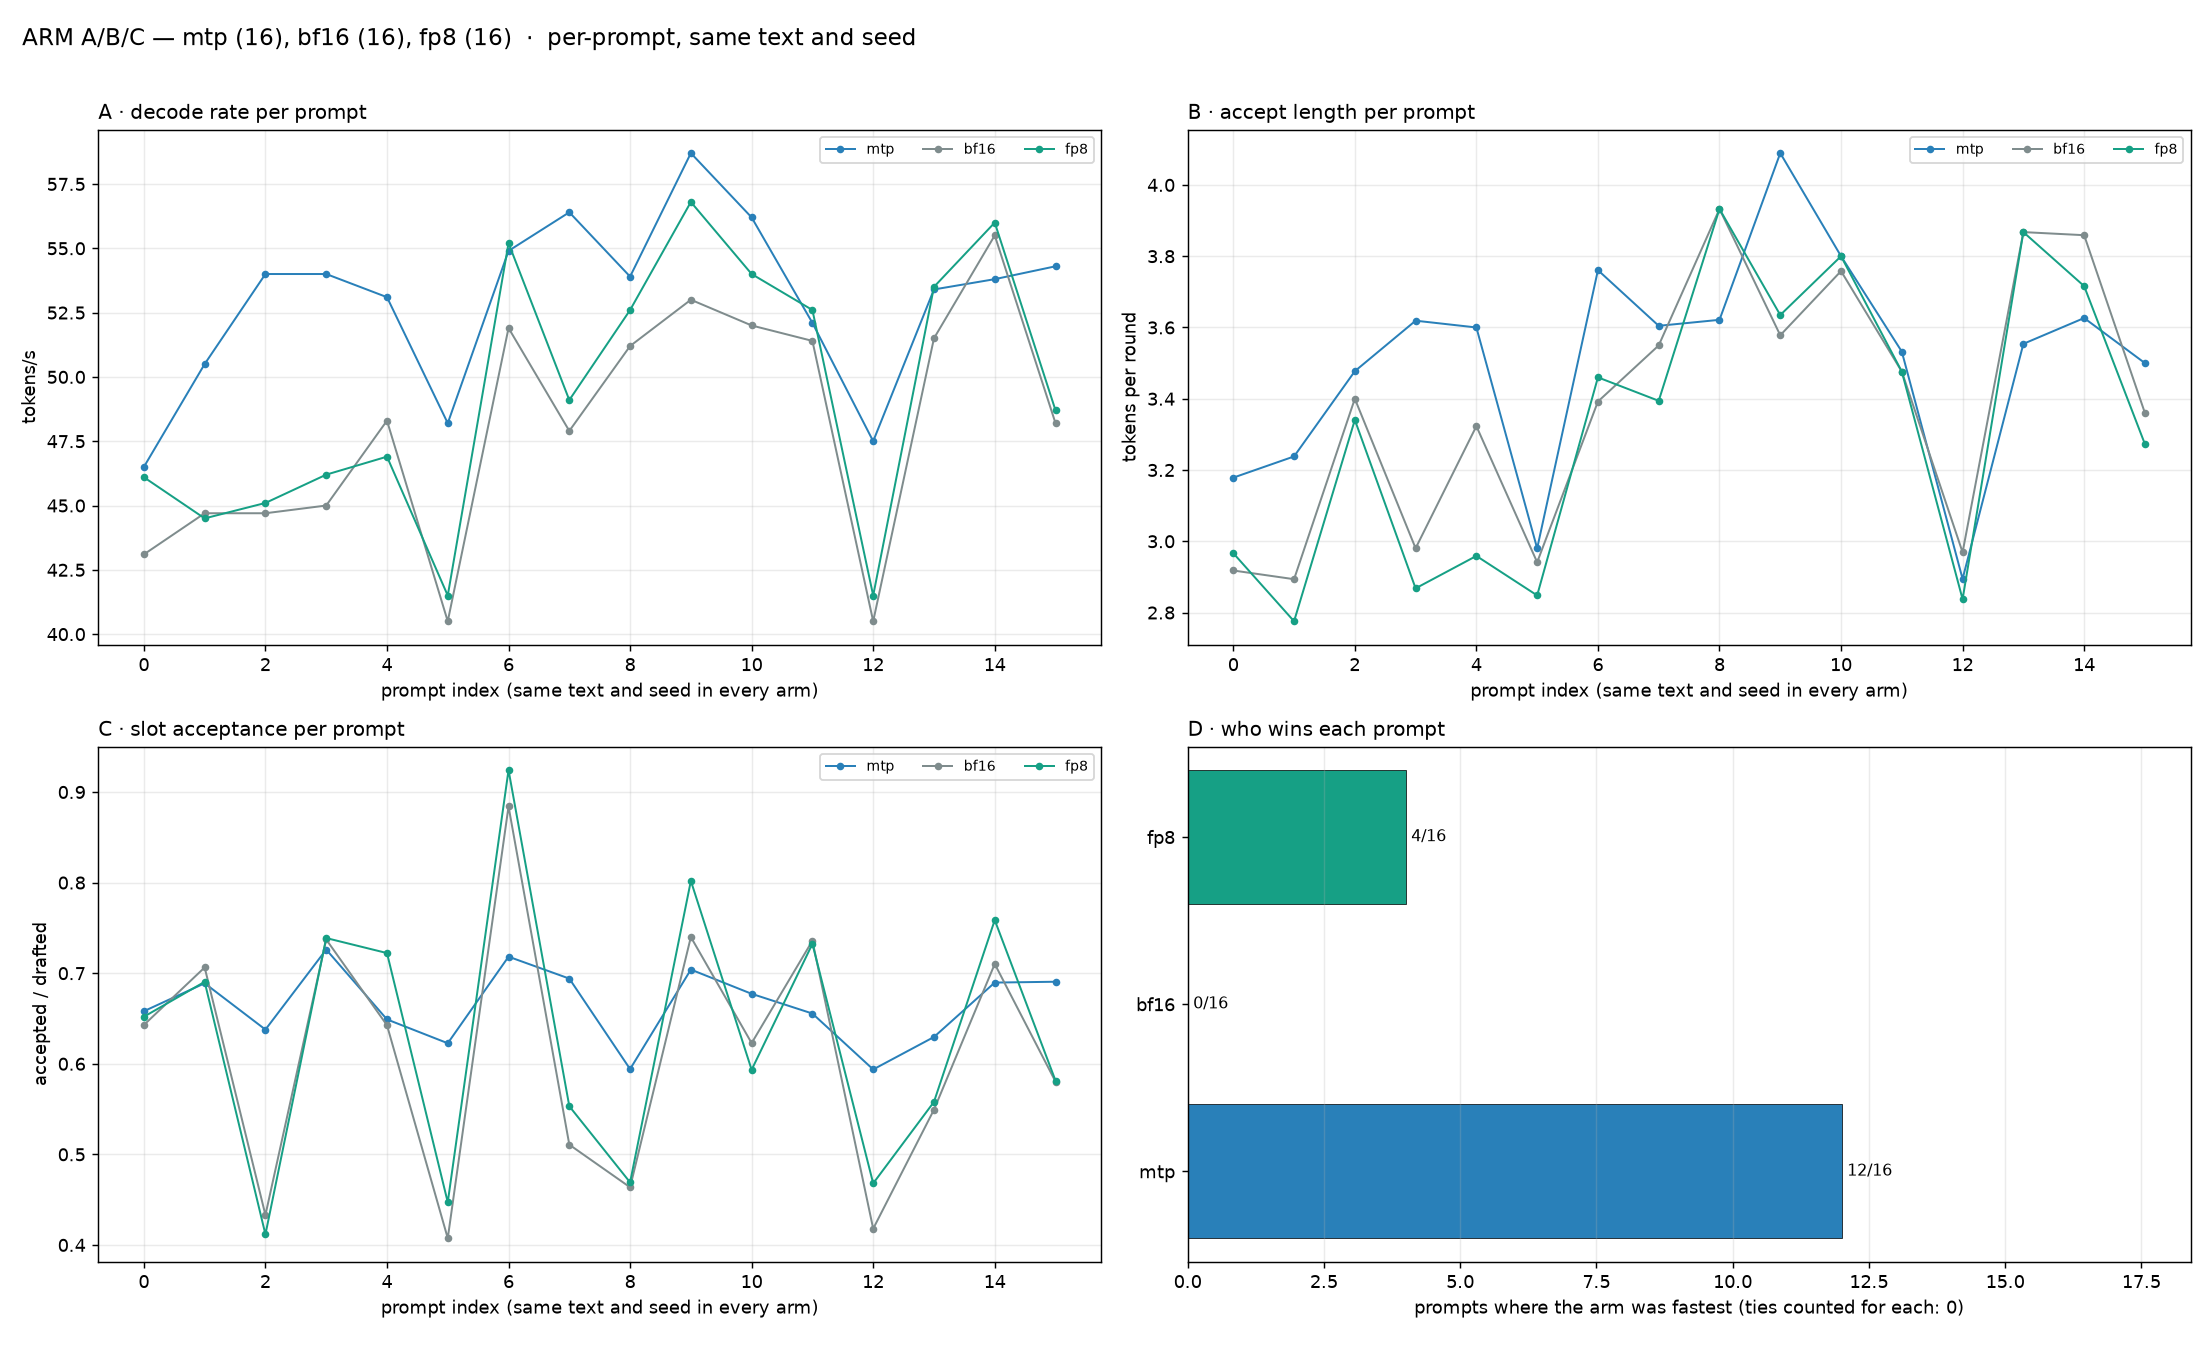 ARM A/B/C — mtp (16), bf16 (16), fp8 (16)  ·  per-prompt, same text and seed
A · decode rate per prompt
mtp bf16 fp8
57.5
55.0
52.5
50.0
47.5
45.0
42.5
40.0
tokens/s
0 2 4 6 8 10 12 14
prompt index (same text and seed in every arm)
B · accept length per prompt
mtp bf16 fp8
4.0
3.8
3.6
3.4
3.2
3.0
2.8
tokens per round
0 2 4 6 8 10 12 14
prompt index (same text and seed in every arm)
C · slot acceptance per prompt
mtp bf16 fp8
0.9
0.8
0.7
0.6
0.5
0.4
accepted / drafted
0 2 4 6 8 10 12 14
prompt index (same text and seed in every arm)
D · who wins each prompt
fp8 4/16
bf16 0/16
mtp 12/16
0.0 2.5 5.0 7.5 10.0 12.5 15.0 17.5
prompts where the arm was fastest (ties counted for each: 0)